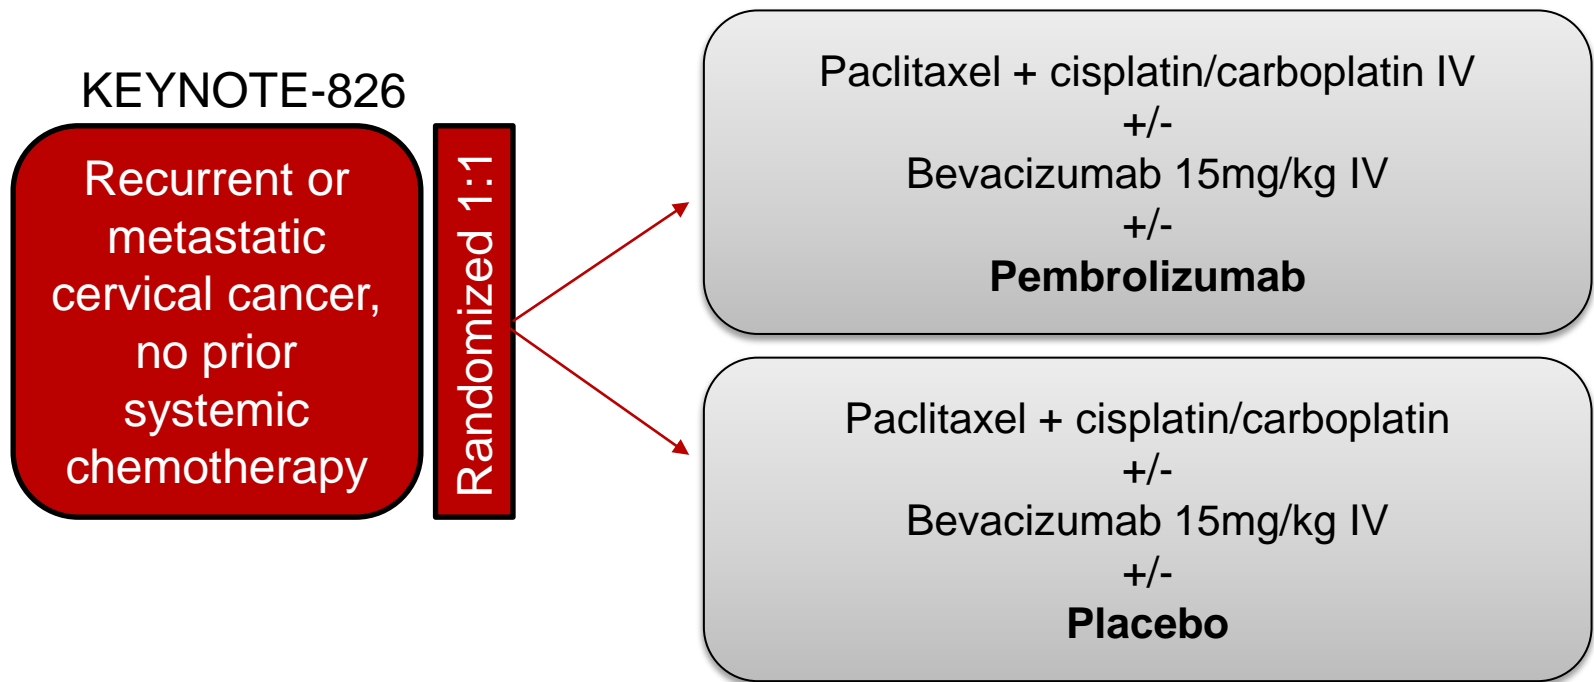 KEYNOTE-826
Recurrent or
metastatic
cervical cancer,
no prior
systemic
chemotherapy
Randomized 1:1
Paclitaxel + cisplatin/carboplatin IV
+/-
Bevacizumab 15mg/kg IV
+/-
Pembrolizumab
Paclitaxel + cisplatin/carboplatin
+/-
Bevacizumab 15mg/kg IV
+/-
Placebo